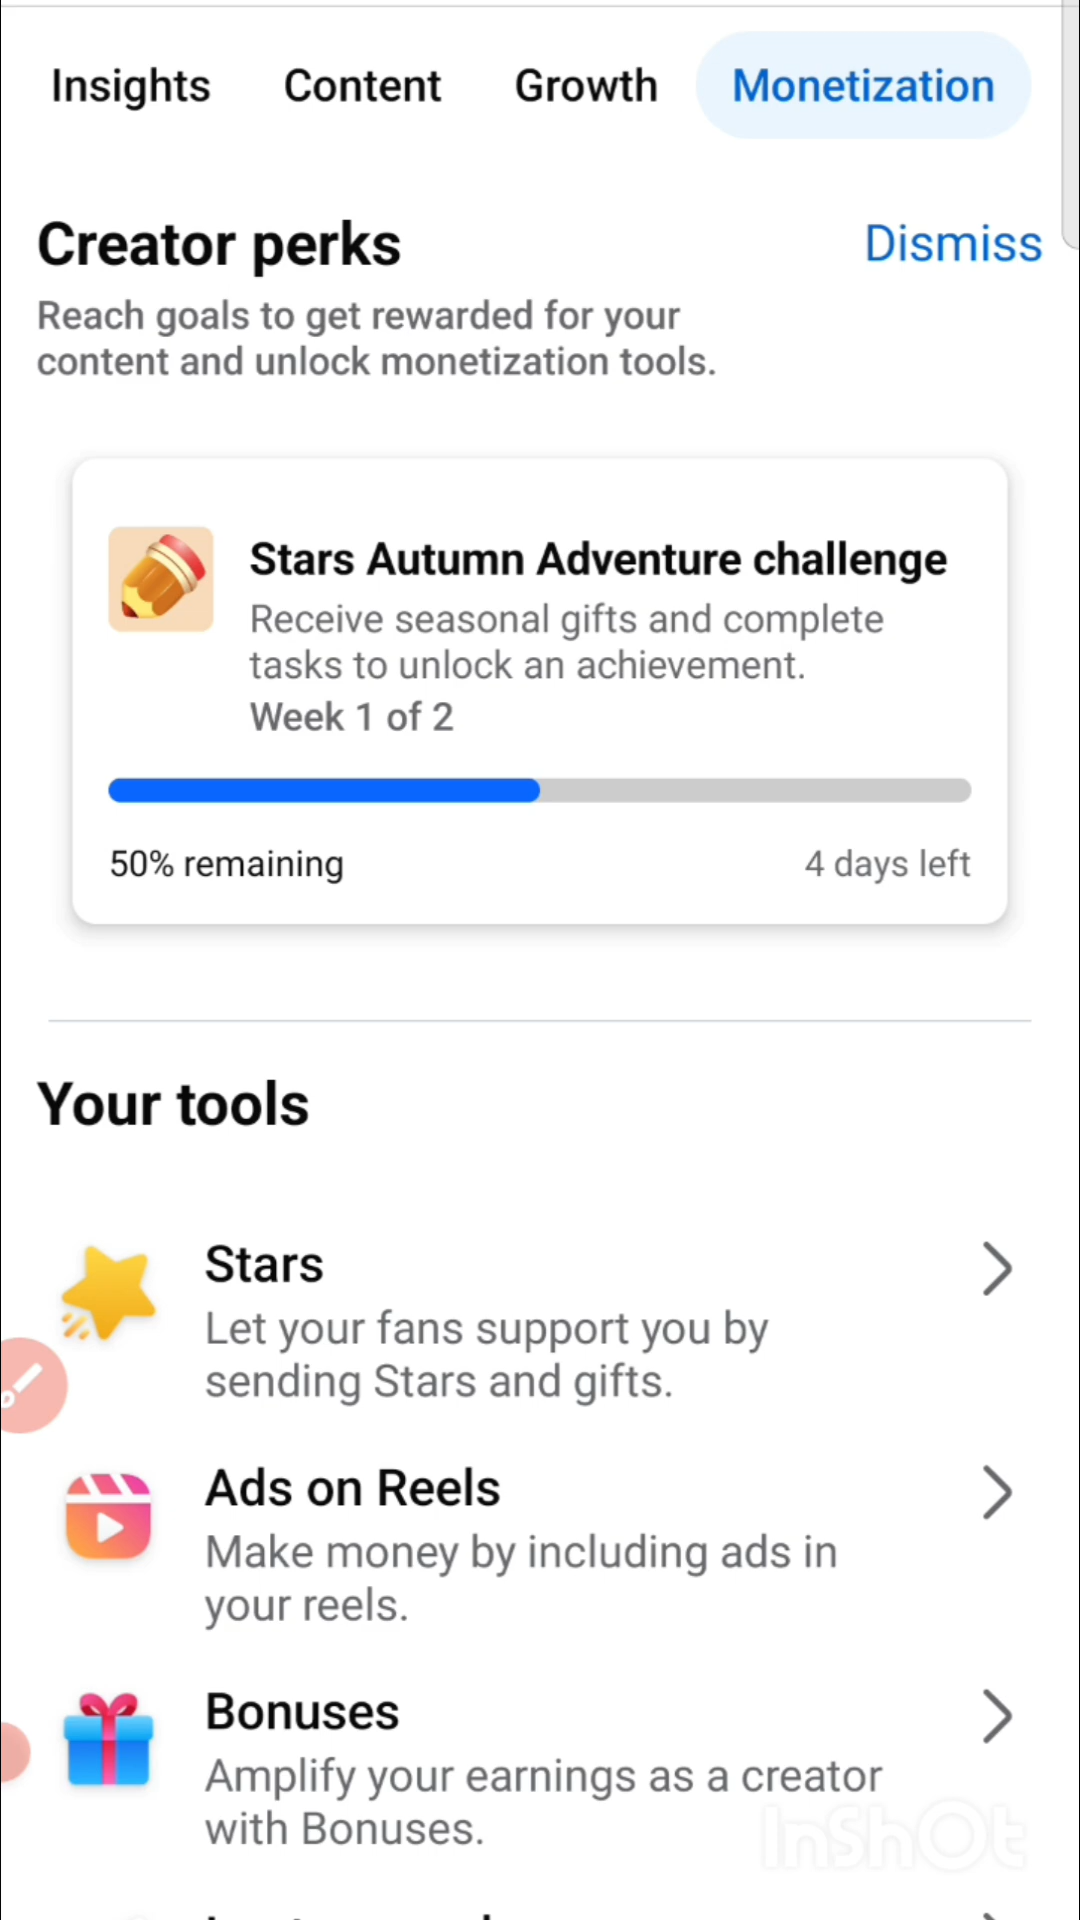 Insights Content Growth Monetization
Creator perks Dismiss
Reach goals to get rewarded for your
content and unlock monetization tools.
Stars Autumn Adventure challenge
Receive seasonal gifts and complete
tasks to unlock an achievement.
Week 1 of 2
50% remaining 4 days left
Your tools
Stars
Let your fans support you by
sending Stars and gifts.
Ads on Reels
Make money by including ads in
your reels.
Bonuses
Amplify your earnings as a creator
with Bonuses.
InShOt